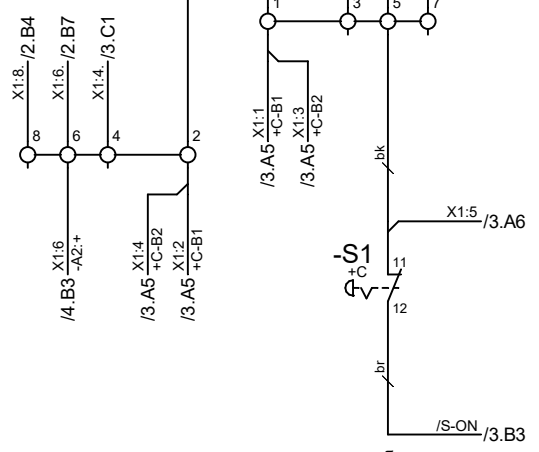 1
3
5
7
X1:8.
/2.B4
X1:6.
/2.B7
X1:4.
/3.C1
8
6
4
2
/3.A5
X1:1
+C-B1
/3.A5
X1:3
+C-B2
bk
/4.B3
X1:6
-A2:+
/3.A5
X1:4
+C-B2
/3.A5
X1:2
+C-B1
X1:5
/3.A6
-S1
+C
11
12
br
/S-ON
/3.B3